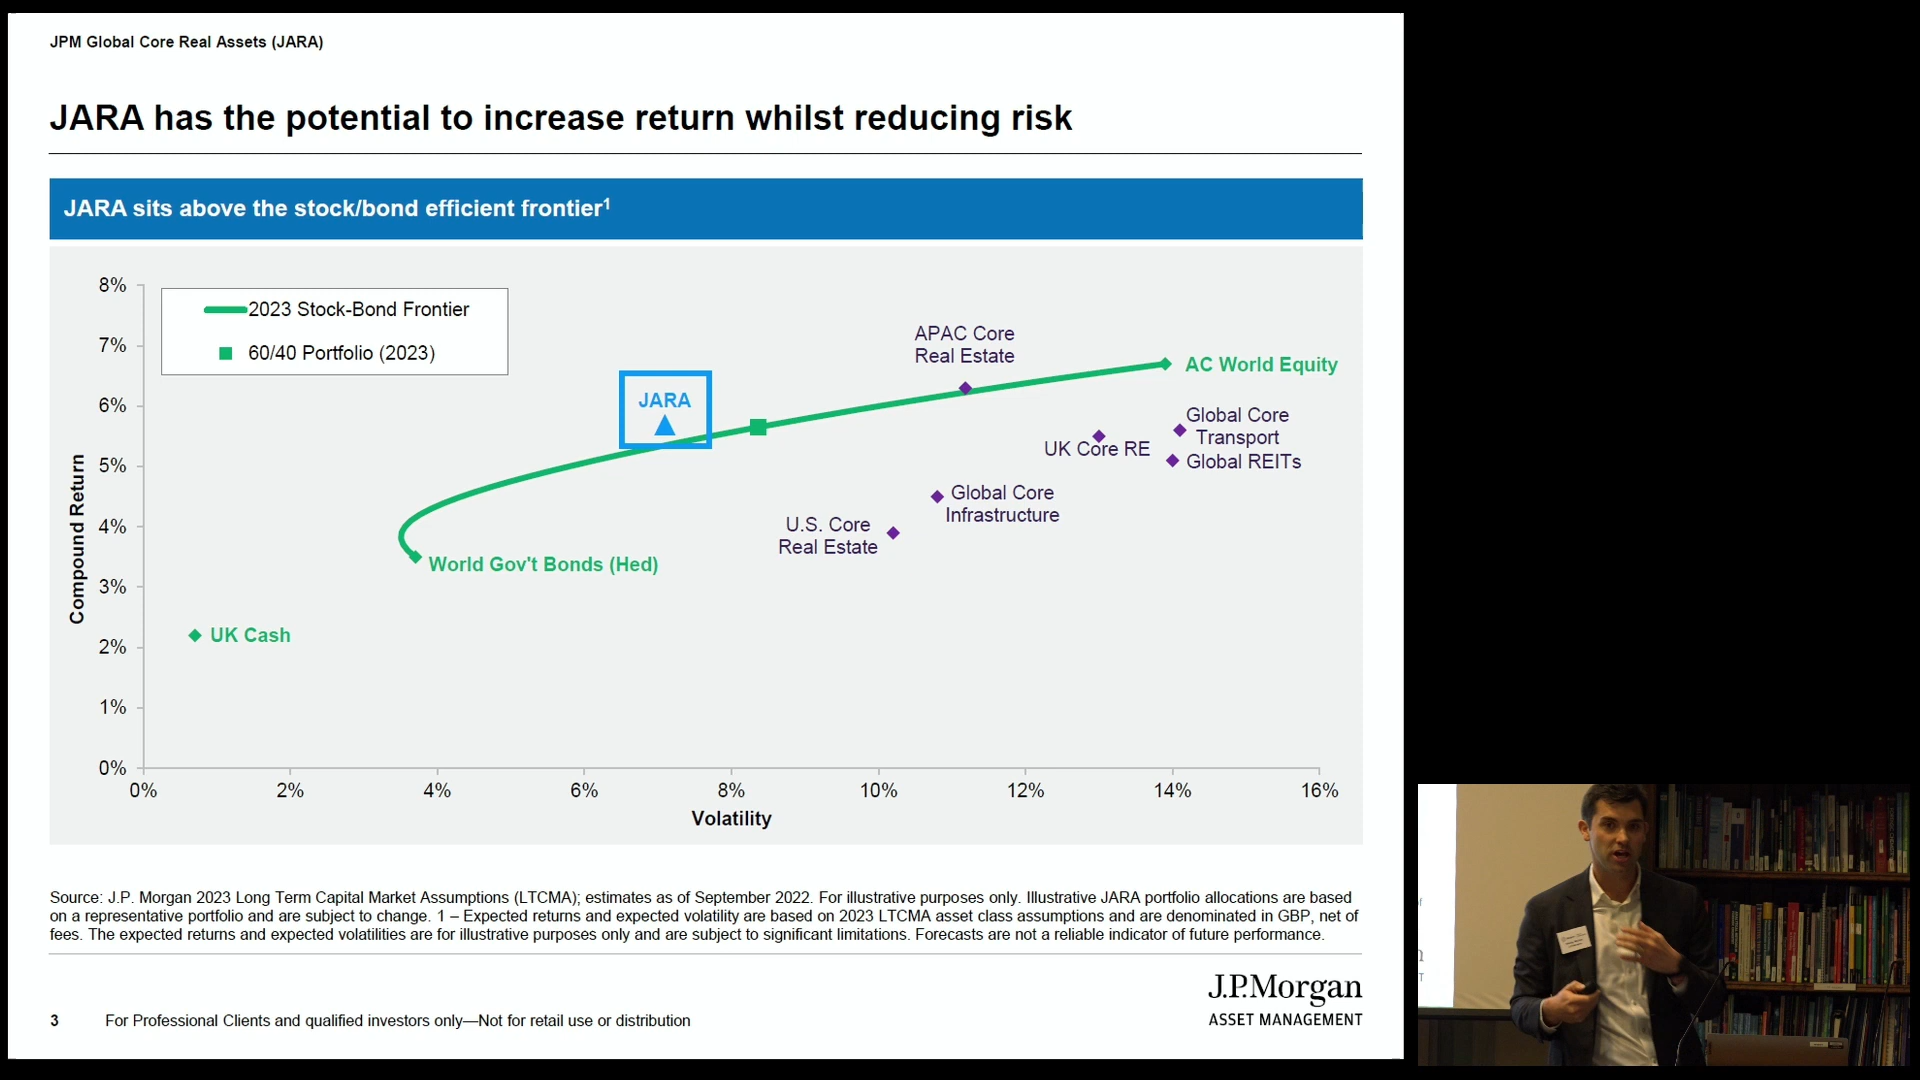 JPM Global Core Real Assets (JARA)
JARA has the potential to increase return whilst reducing risk
JARA sits above the stock/bond efficient frontier¹
8%
7%
6%
5%
4%
3%
2%
1%
0%
Compound Return
2023 Stock-Bond Frontier
60/40 Portfolio (2023)
JARA
APAC Core
Real Estate
AC World Equity
Global Core
Transport
UK Core RE
Global REITs
Global Core
Infrastructure
U.S. Core
Real Estate
World Gov't Bonds (Hed)
UK Cash
0% 2% 4% 6% 8% 10% 12% 14% 16%
Volatility
Source: J.P. Morgan 2023 Long Term Capital Market Assumptions (LTCMA); estimates as of September 2022. For illustrative purposes only. Illustrative JARA portfolio allocations are based
on a representative portfolio and are subject to change. 1 – Expected returns and expected volatility are based on 2023 LTCMA asset class assumptions and are denominated in GBP, net of
fees. The expected returns and expected volatilities are for illustrative purposes only and are subject to significant limitations. Forecasts are not a reliable indicator of future performance.
J.P.Morgan
ASSET MANAGEMENT
3 For Professional Clients and qualified investors only—Not for retail use or distribution